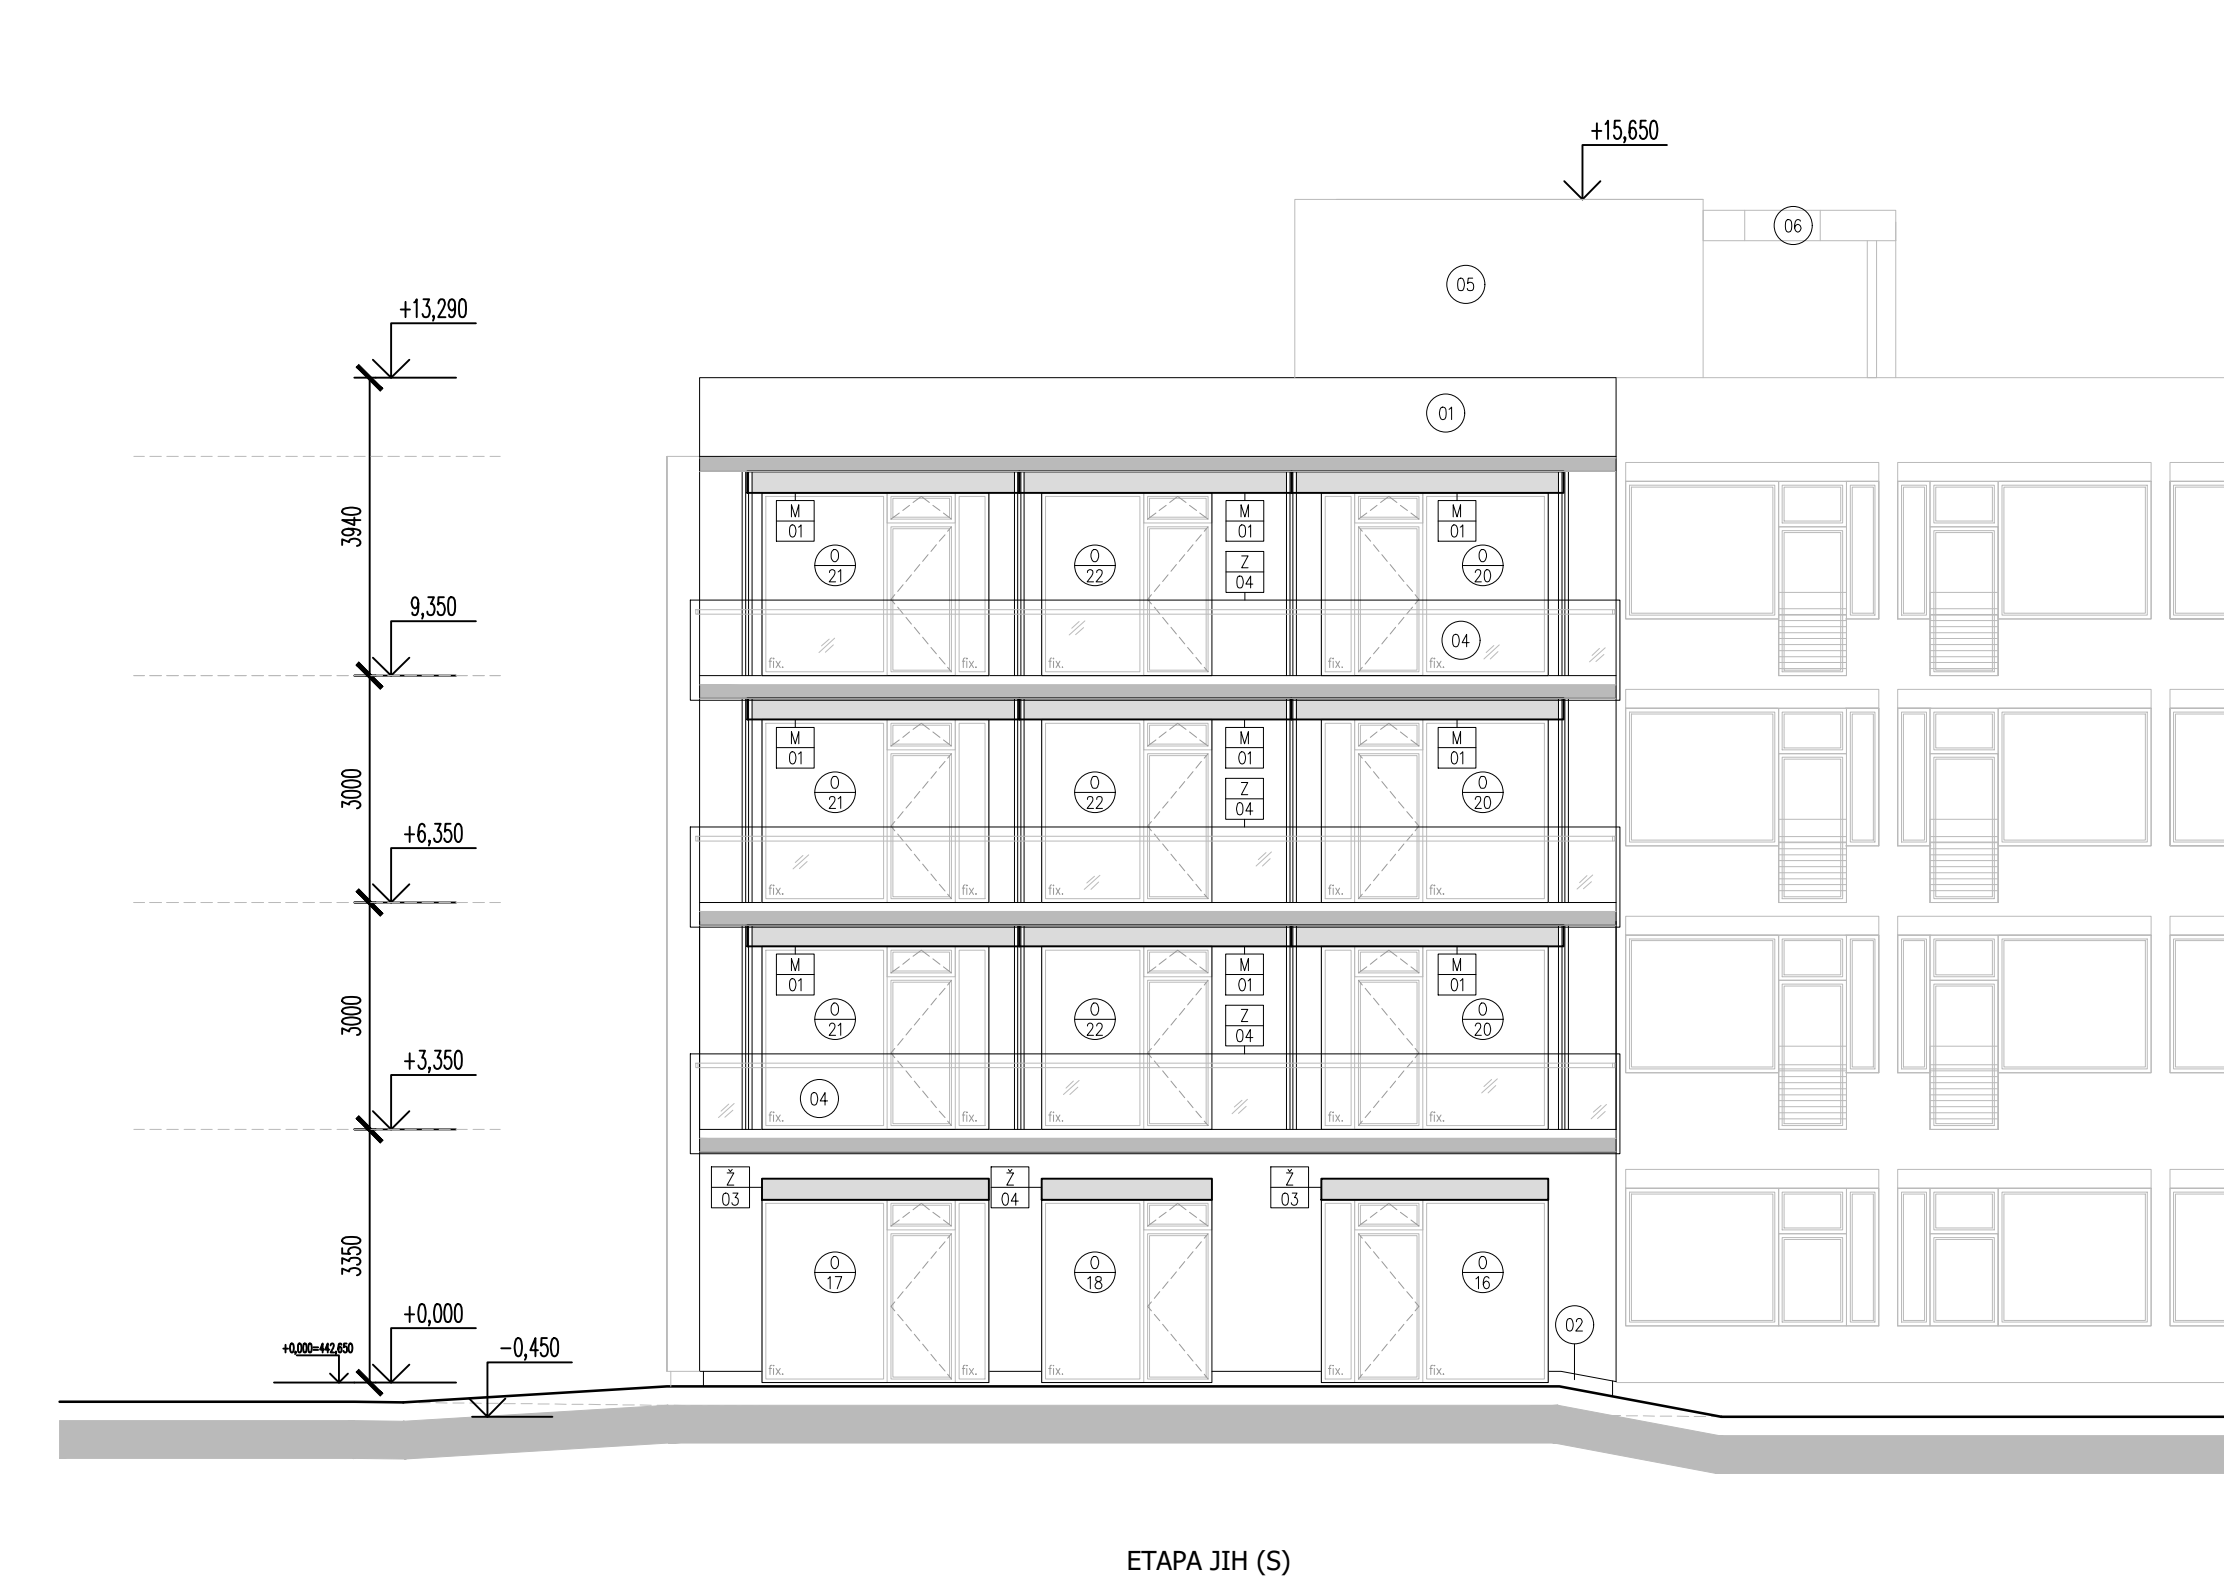 +15,650
06
05
+13,290
01
3940
M M M
01 01 01
O O Z O
21 22 04 20
9,350
04
fix. fix. fix. fix. fix.
M M M
01 01 01
3000
O O Z O
21 22 04 20
+6,350
fix. fix. fix. fix. fix.
M M M
01 01 01
3000
O O Z O
21 22 04 20
+3,350
04
fix. fix. fix. fix. fix.
Ž Ž Ž
03 04 03
3350
O O O
17 18 16
+0,000
02
+0,000=442,650
-0,450
fix. fix. fix. fix. fix.
ETAPA JIH (S)